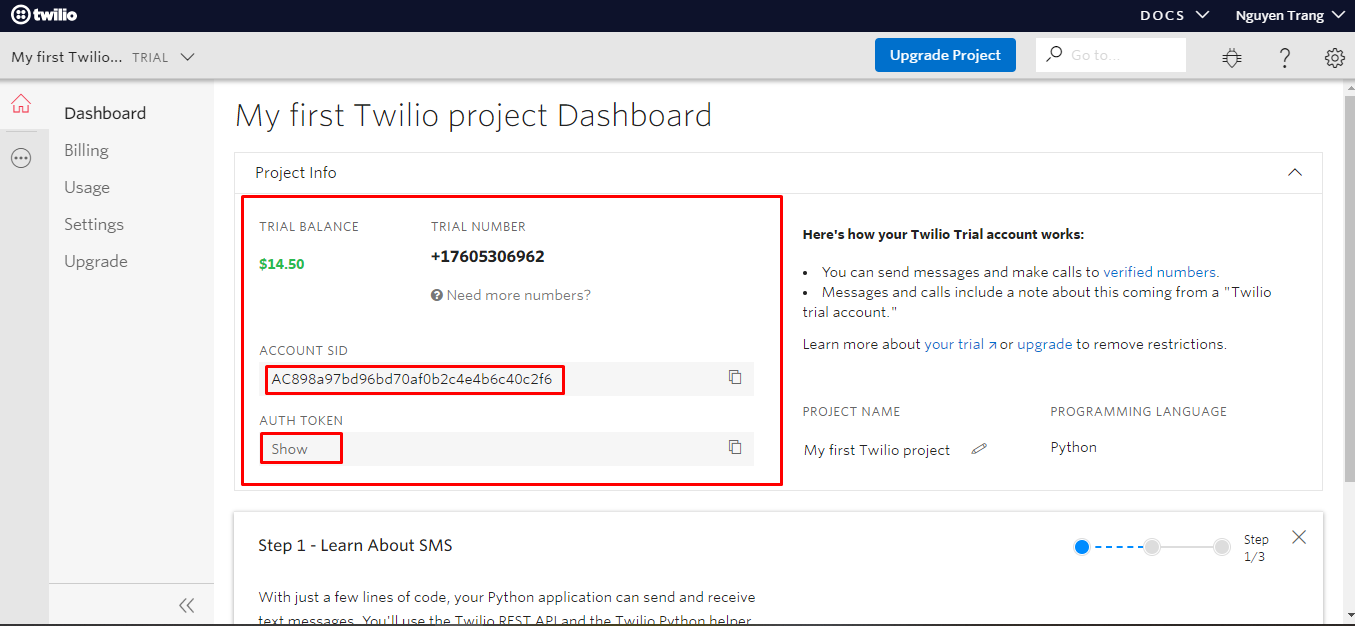 twilio
DOCS
Nguyen Trang
My first Twilio... TRIAL
Upgrade Project
Go to...
?
Dashboard
Billing
Usage
Settings
Upgrade
My first Twilio project Dashboard
Project Info
TRIAL BALANCE
$14.50
TRIAL NUMBER
+17605306962
? Need more numbers?
ACCOUNT SID
AC898a97bd96bd70af0b2c4e4b6c40c2f6
AUTH TOKEN
Show
Here's how your Twilio Trial account works:
• You can send messages and make calls to verified numbers.
• Messages and calls include a note about this coming from a "Twilio
trial account."
Learn more about your trial or upgrade to remove restrictions.
PROJECT NAME
My first Twilio project
PROGRAMMING LANGUAGE
Python
Step 1 - Learn About SMS
Step
1/3
With just a few lines of code, your Python application can send and receive
text messages. You'll use the Twilio REST API and the Twilio Python helper